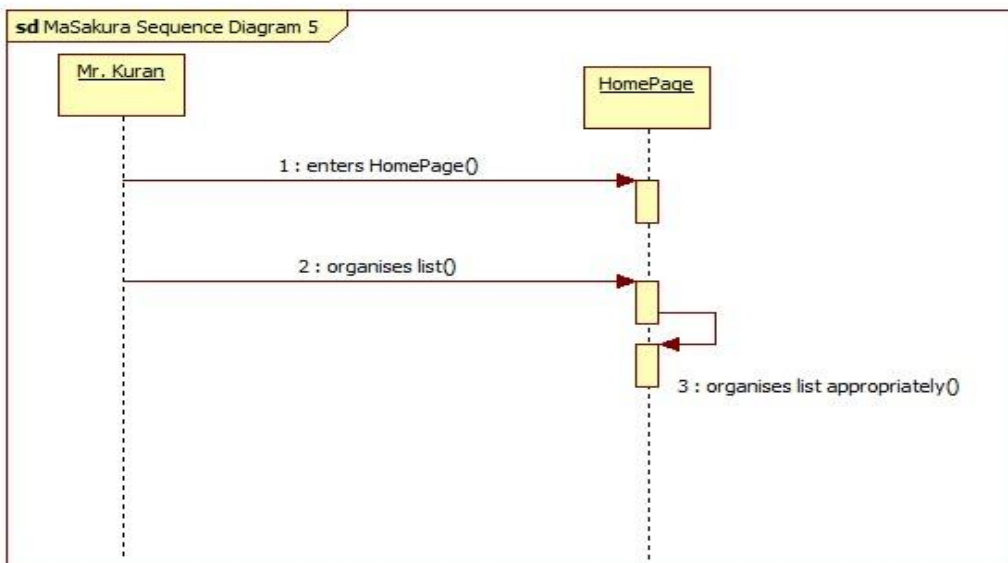 sd MaSakura Sequence Diagram 5
Mr. Kuran
HomePage
1 : enters HomePage()
2 : organises list()
3 : organises list appropriately()